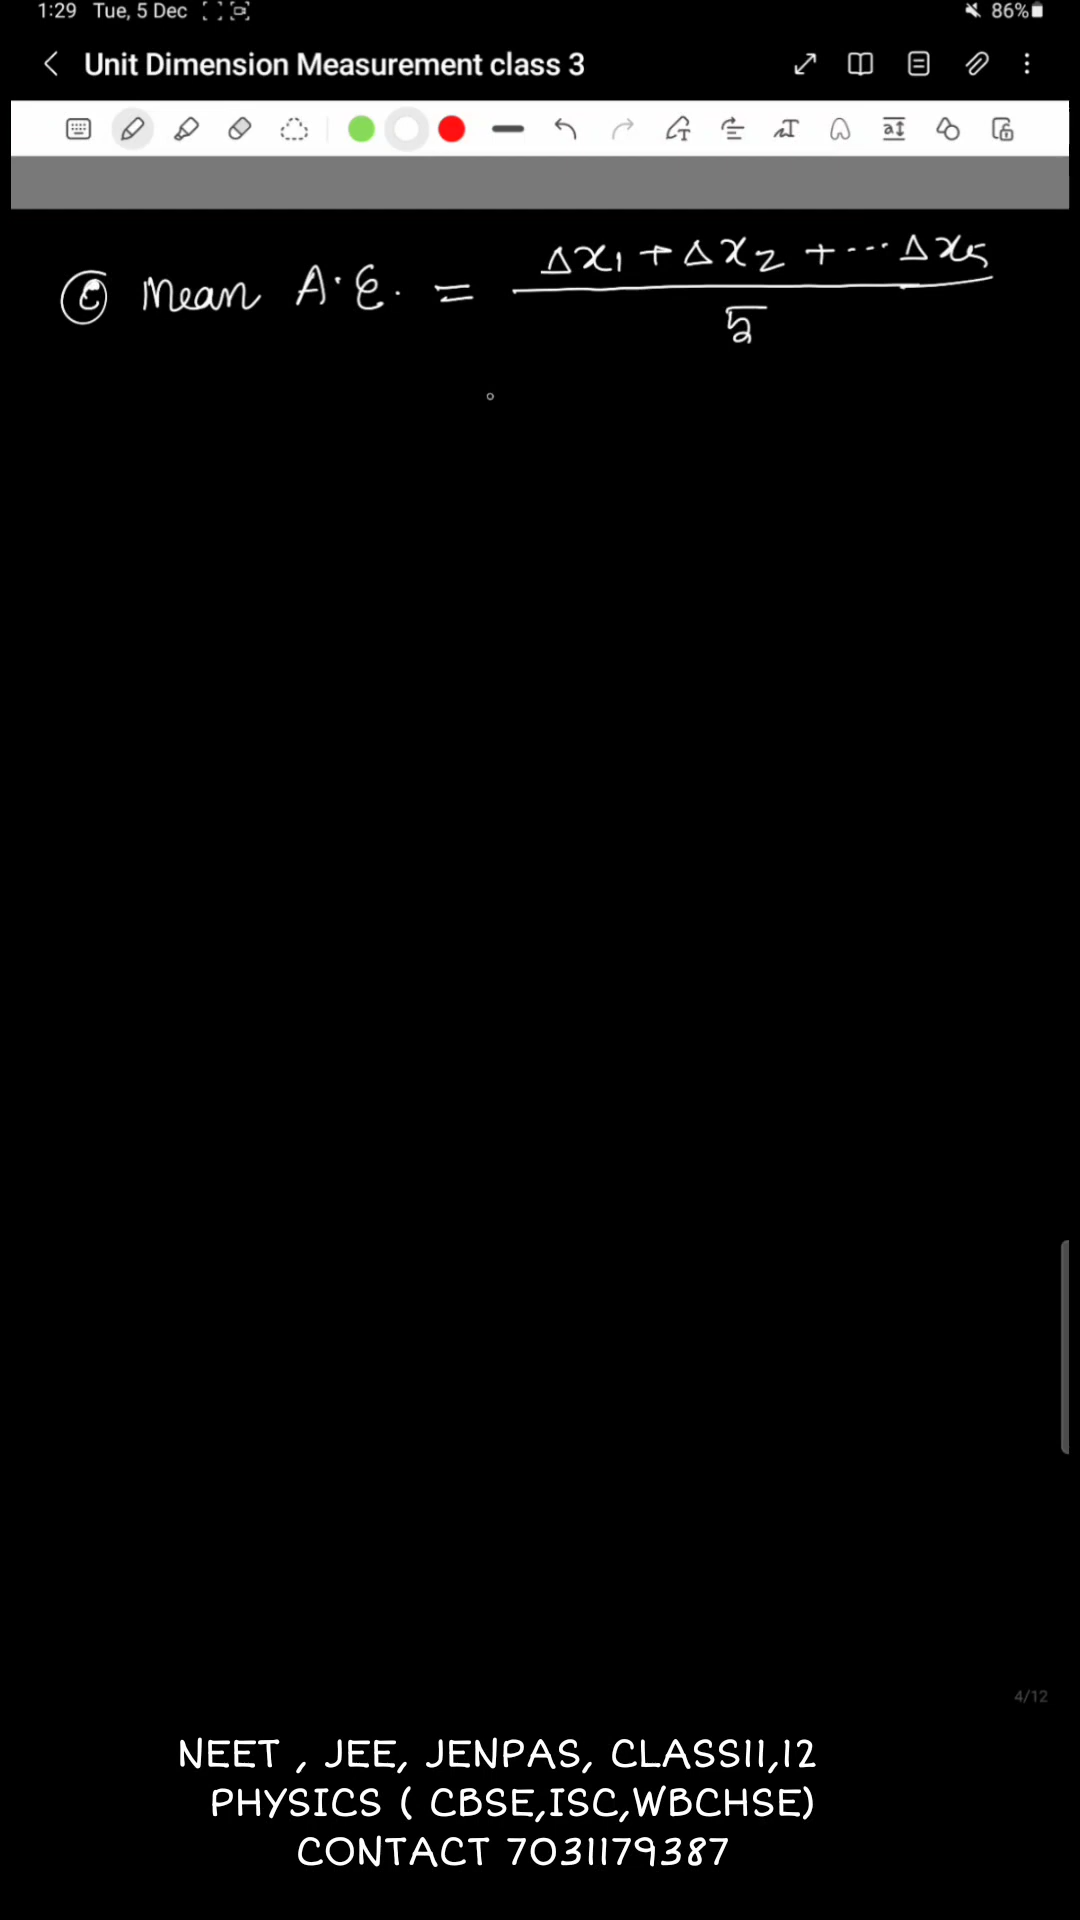 1:29 Tue, 5 Dec
86%
Unit Dimension Measurement class 3
Ⓒ Mean A.E. = Δx₁ + Δx₂ + ... Δx₅
5
4/12
NEET , JEE, JENPAS, CLASS11,12
PHYSICS ( CBSE,ISC,WBCHSE)
CONTACT 7031179387